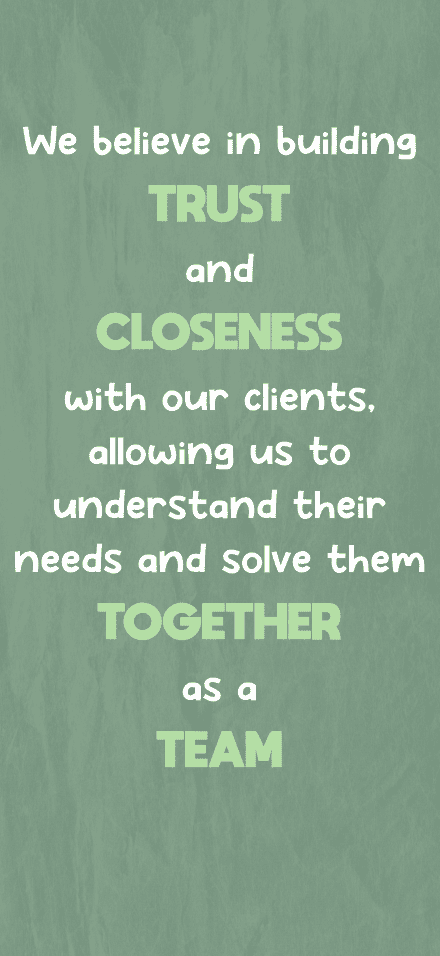 We believe in building
TRUST
and
CLOSENESS
with our clients,
allowing us to
understand their
needs and solve them
TOGETHER
as a
TEAM